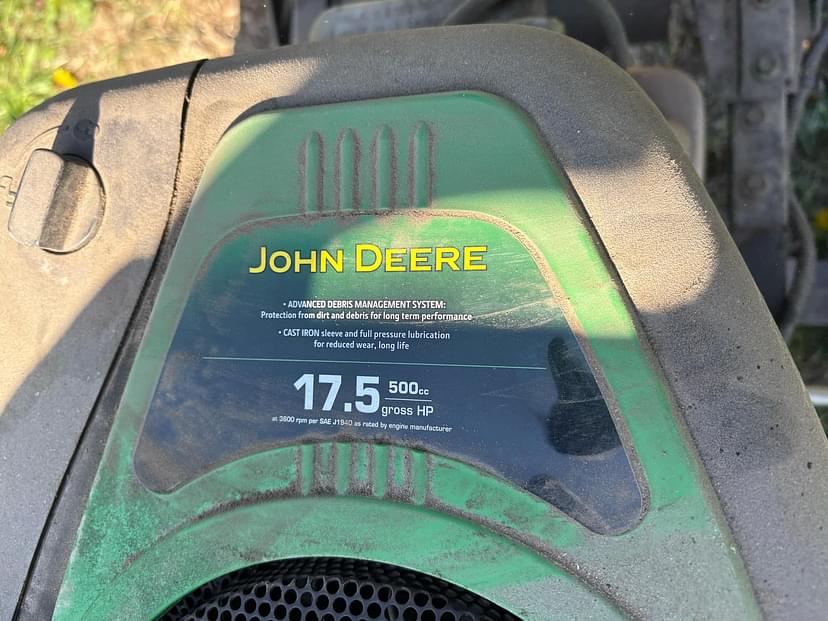 JOHN DEERE
• ADVANCED DEBRIS MANAGEMENT SYSTEM:
Protection from dirt and debris for long term performance
• CAST IRON sleeve and full pressure lubrication
for reduced wear, long life
17.5 500cc
gross HP
at 3600 rpm per SAE J1940 as rated by engine manufacturer